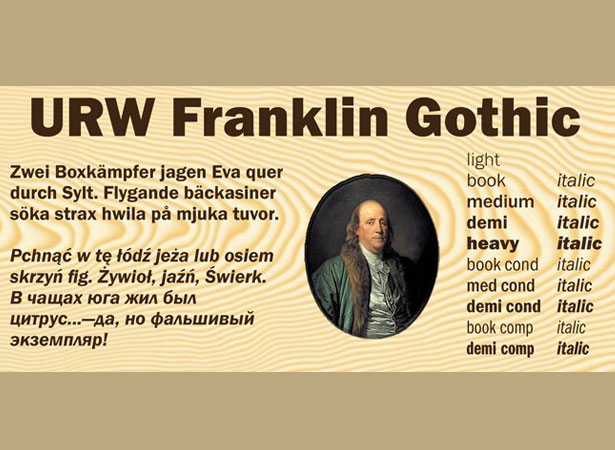 URW Franklin Gothic
Zwei Boxkämpfer jagen Eva quer
durch Sylt. Flygande bäckasiner
söka strax hwila på mjuka tuvor.
Pchnąć w tę łódź jeża lub osiem
skrzyń fig. Żywioł, jaźń, Świerk.
В чащах юга жил был
цитрус...—да, но фальшивый
экземпляр!
light
book italic
medium italic
demi italic
heavy italic
book cond italic
med cond italic
demi cond italic
book comp italic
demi comp italic